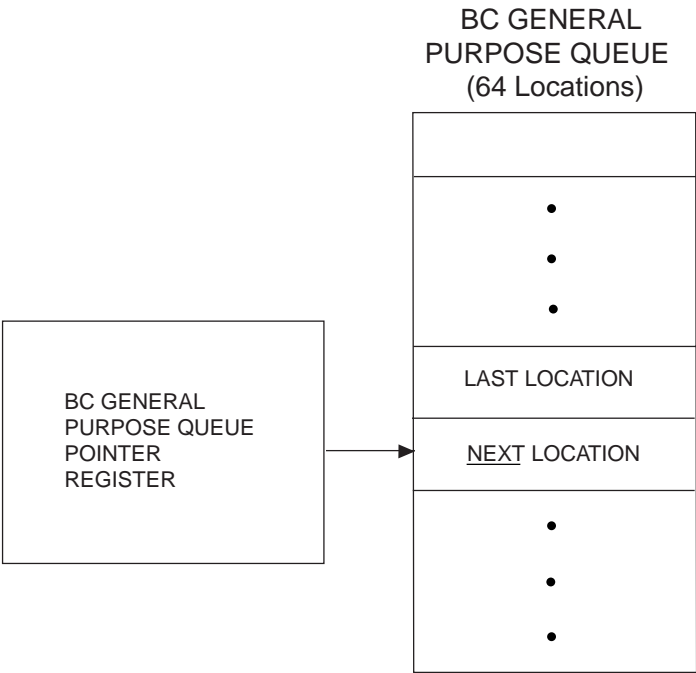 BC GENERAL
PURPOSE QUEUE
(64 Locations)
LAST LOCATION
BC GENERAL
PURPOSE QUEUE
POINTER
REGISTER
NEXT LOCATION